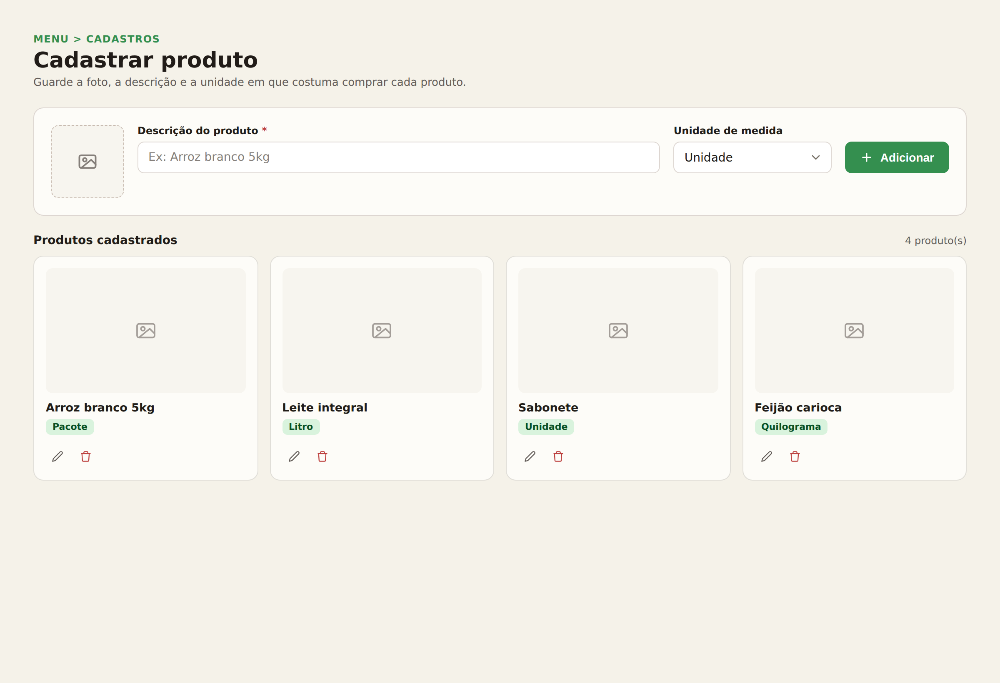 MENU > CADASTROS
Cadastrar produto
Guarde a foto, a descrição e a unidade em que costuma comprar cada produto.
Descrição do produto *
Unidade de medida
Ex: Arroz branco 5kg
Unidade
Adicionar
Produtos cadastrados
4 produto(s)
Arroz branco 5kg
Pacote
Leite integral
Litro
Sabonete
Unidade
Feijão carioca
Quilograma